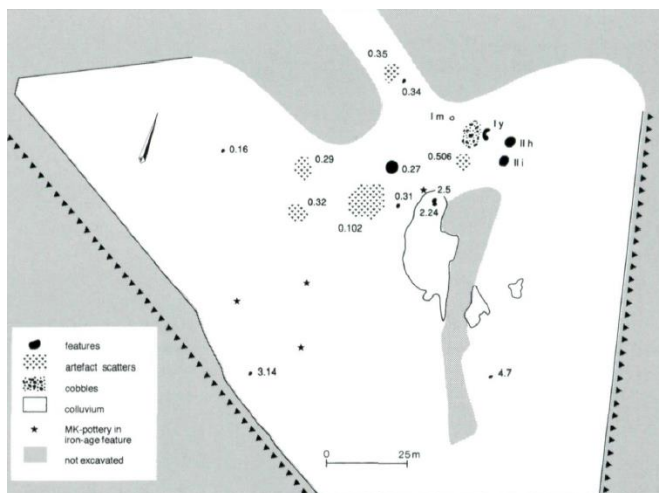 0.35
0.34
I m
I y
II h
II i
0.16
0.29
0.27
0.506
0.32
0.31
2.5
2.24
0.102
3.14
4.7
features
artefact scatters
cobbles
colluvium
MK-pottery in
iron-age feature
not excavated
0
25 m